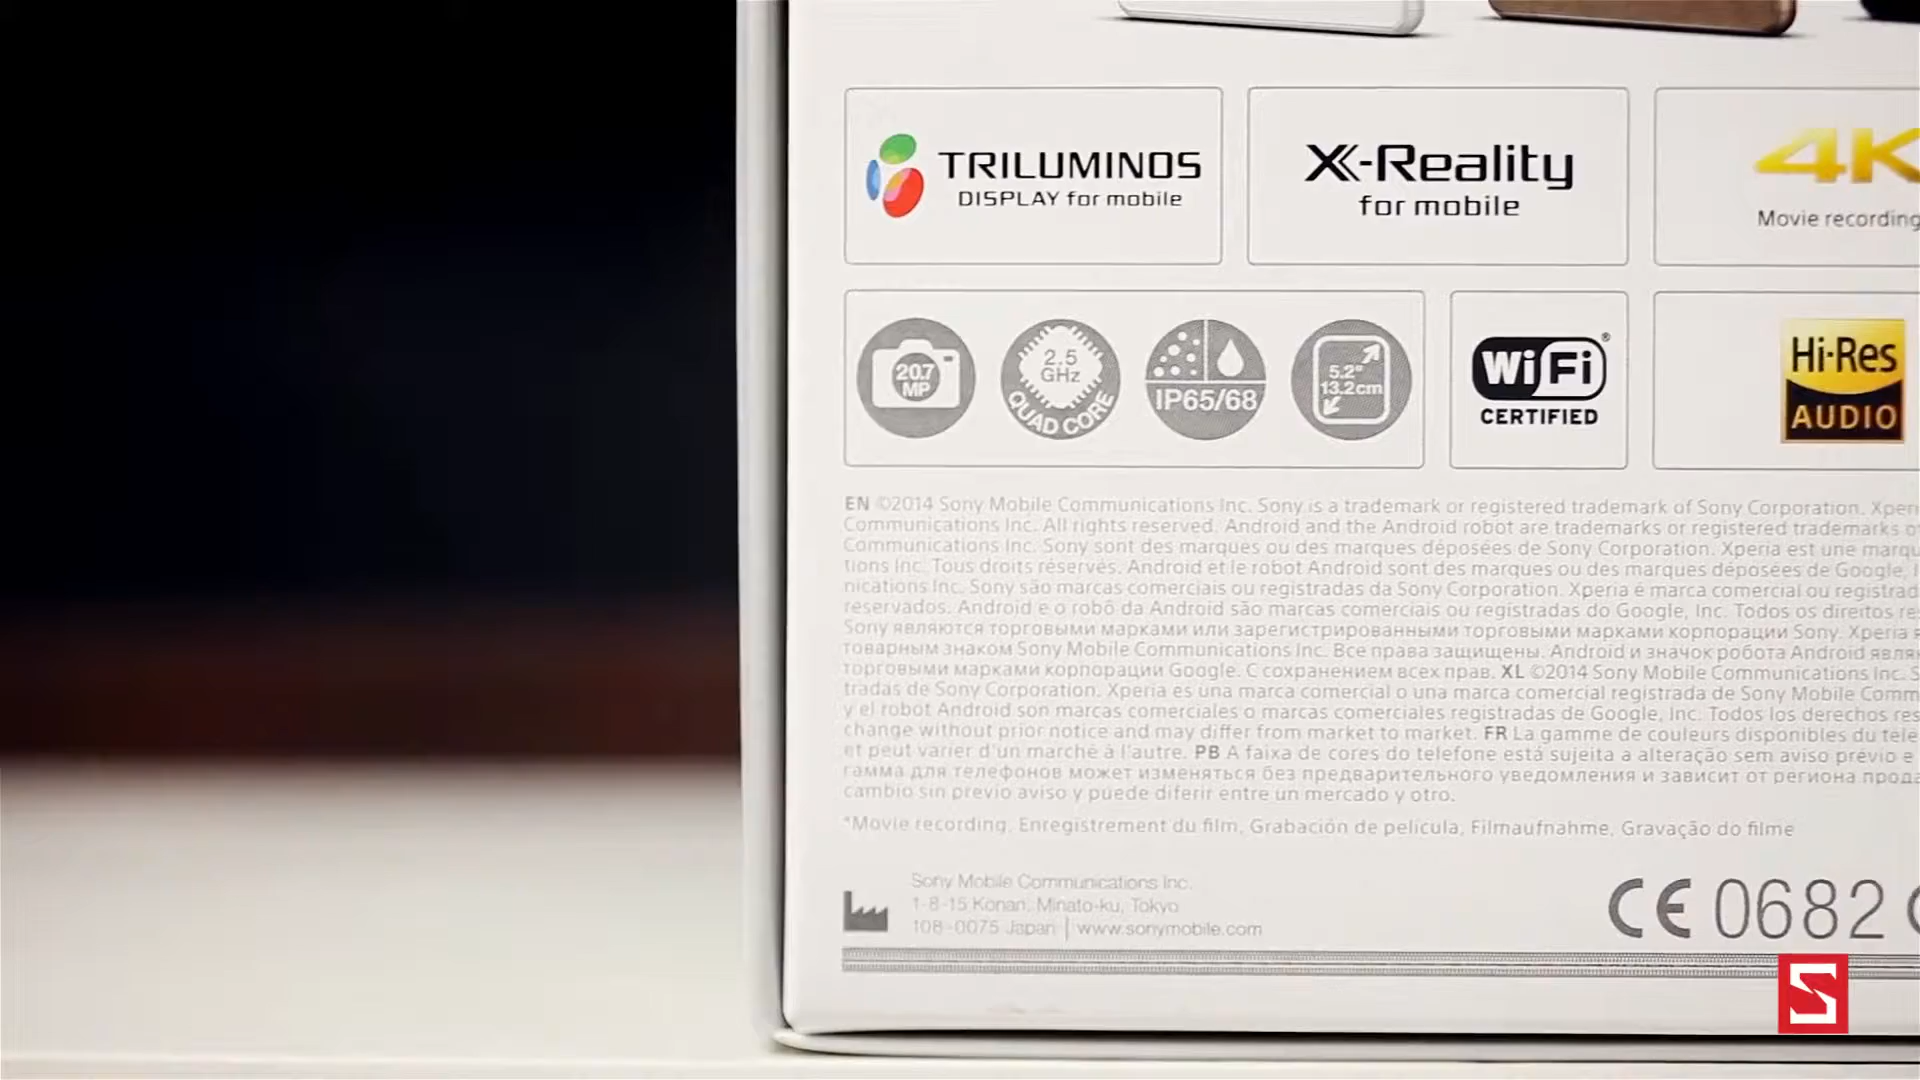 TRILUMINOS
DISPLAY for mobile
X-Reality
for mobile
4K
Movie recording
20.7
MP
2.5
GHz
QUAD CORE
IP65/68
5.2"
13.2cm
Wi Fi ®
CERTIFIED
Hi-Res
AUDIO
EN ©2014 Sony Mobile Communications Inc. Sony is a trademark or registered trademark of Sony Corporation. Xperi
Communications Inc. All rights reserved. Android and the Android robot are trademarks or registered trademarks o
Communications Inc. Sony sont des marques ou des marques déposées de Sony Corporation. Xperia est une marqu
tions Inc. Tous droits réservés. Android et le robot Android sont des marques ou des marques déposées de Google,
nications Inc. Sony são marcas comerciais ou registradas da Sony Corporation. Xperia é marca comercial ou registrad
reservados. Android e o robô da Android são marcas comerciais ou registradas do Google, Inc. Todos os direitos re
Sony являются торговыми марками или зарегистрированными торговыми марками корпорации Sony. Xperia я
товарным знаком Sony Mobile Communications Inc. Все права защищены. Android и значок робота Android явля
торговыми марками корпорации Google. С сохранением всех прав. XL ©2014 Sony Mobile Communications Inc. S
tradas de Sony Corporation. Xperia es una marca comercial o una marca comercial registrada de Sony Mobile Comm
y el robot Android son marcas comerciales o marcas comerciales registradas de Google, Inc. Todos los derechos res
change without prior notice and may differ from market to market. FR La gamme de couleurs disponibles du télé
et peut varier d'un marché à l'autre. PB A faixa de cores do telefone está sujeita a alteração sem aviso prévio e
гамма для телефонов может изменяться без предварительного уведомления и зависит от региона прода
cambio sin previo aviso y puede diferir entre un mercado y otro.
*Movie recording, Enregistrement du film, Grabación de película, Filmaufnahme, Gravação do filme
Sony Mobile Communications Inc.
1-8-15 Konan, Minato-ku, Tokyo
108-0075 Japan | www.sonymobile.com
CE 0682
S